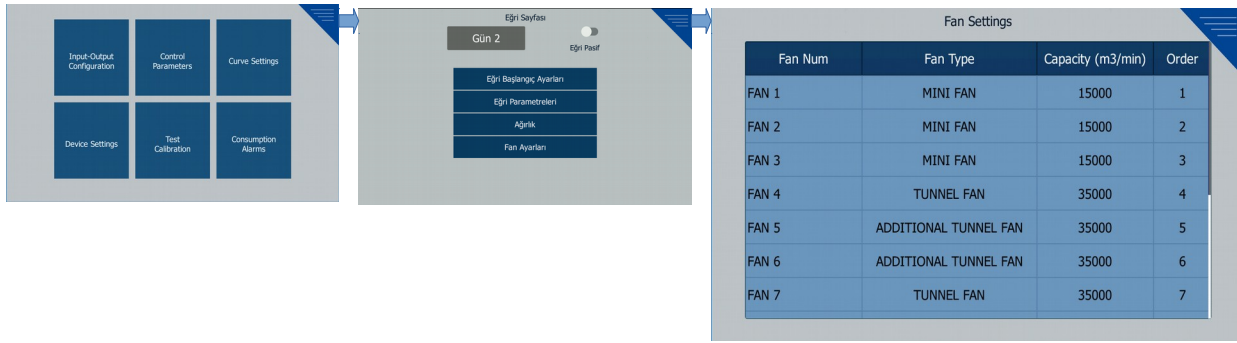 Input-Output
Configuration
Control
Parameters
Curve Settings
Device Settings
Test
Calibration
Consumption
Alarms
Eğri Sayfası
Gün 2
Eğri Pasif
Eğri Başlangıç Ayarları
Eğri Parametreleri
Ağırlık
Fan Ayarları
Fan Settings
Fan Num Fan Type Capacity (m3/min) Order
FAN 1 MINI FAN 15000 1
FAN 2 MINI FAN 15000 2
FAN 3 MINI FAN 15000 3
FAN 4 TUNNEL FAN 35000 4
FAN 5 ADDITIONAL TUNNEL FAN 35000 5
FAN 6 ADDITIONAL TUNNEL FAN 35000 6
FAN 7 TUNNEL FAN 35000 7